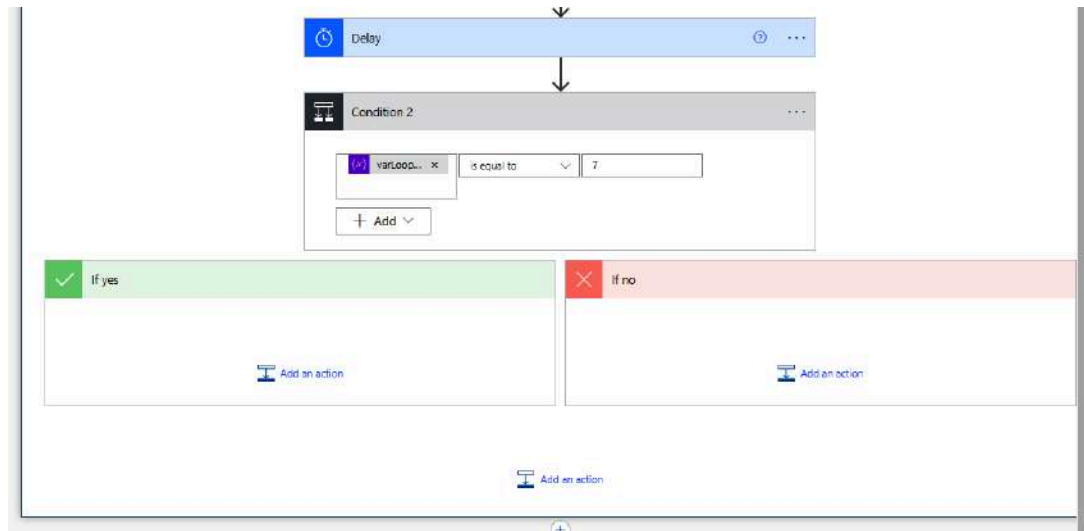 Delay
Condition 2
varLoop... × is equal to 7
+ Add
If yes
If no
Add an action
Add an action
Add an action